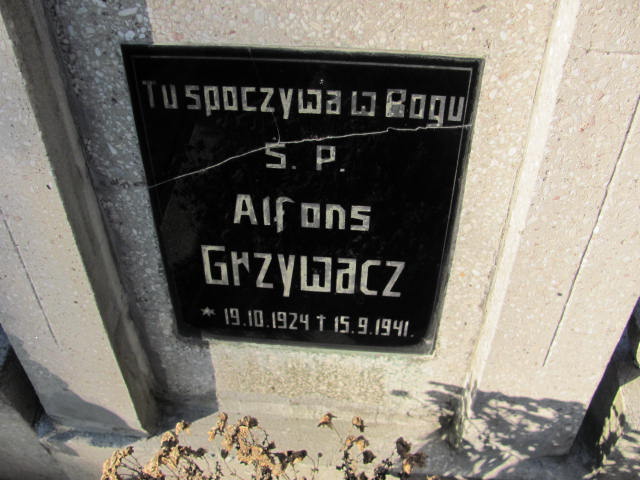 Tu spoczywa w Bogu
S. P.
Alfons
Grzywacz
* 19.10.1924 † 15.9.1941.